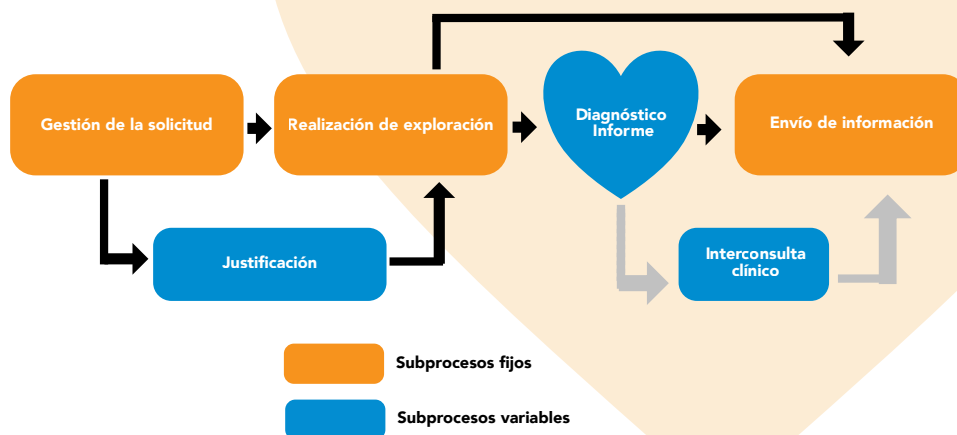 Gestión de la solicitud
Realización de exploración
Diagnóstico
Informe
Envío de información
Justificación
Interconsulta
clínico
Subprocesos fijos
Subprocesos variables